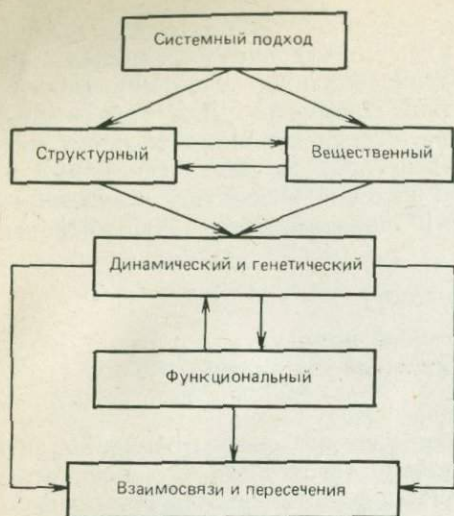 Системный подход
Структурный
Вещественный
Динамический и генетический
Функциональный
Взаимосвязи и пересечения